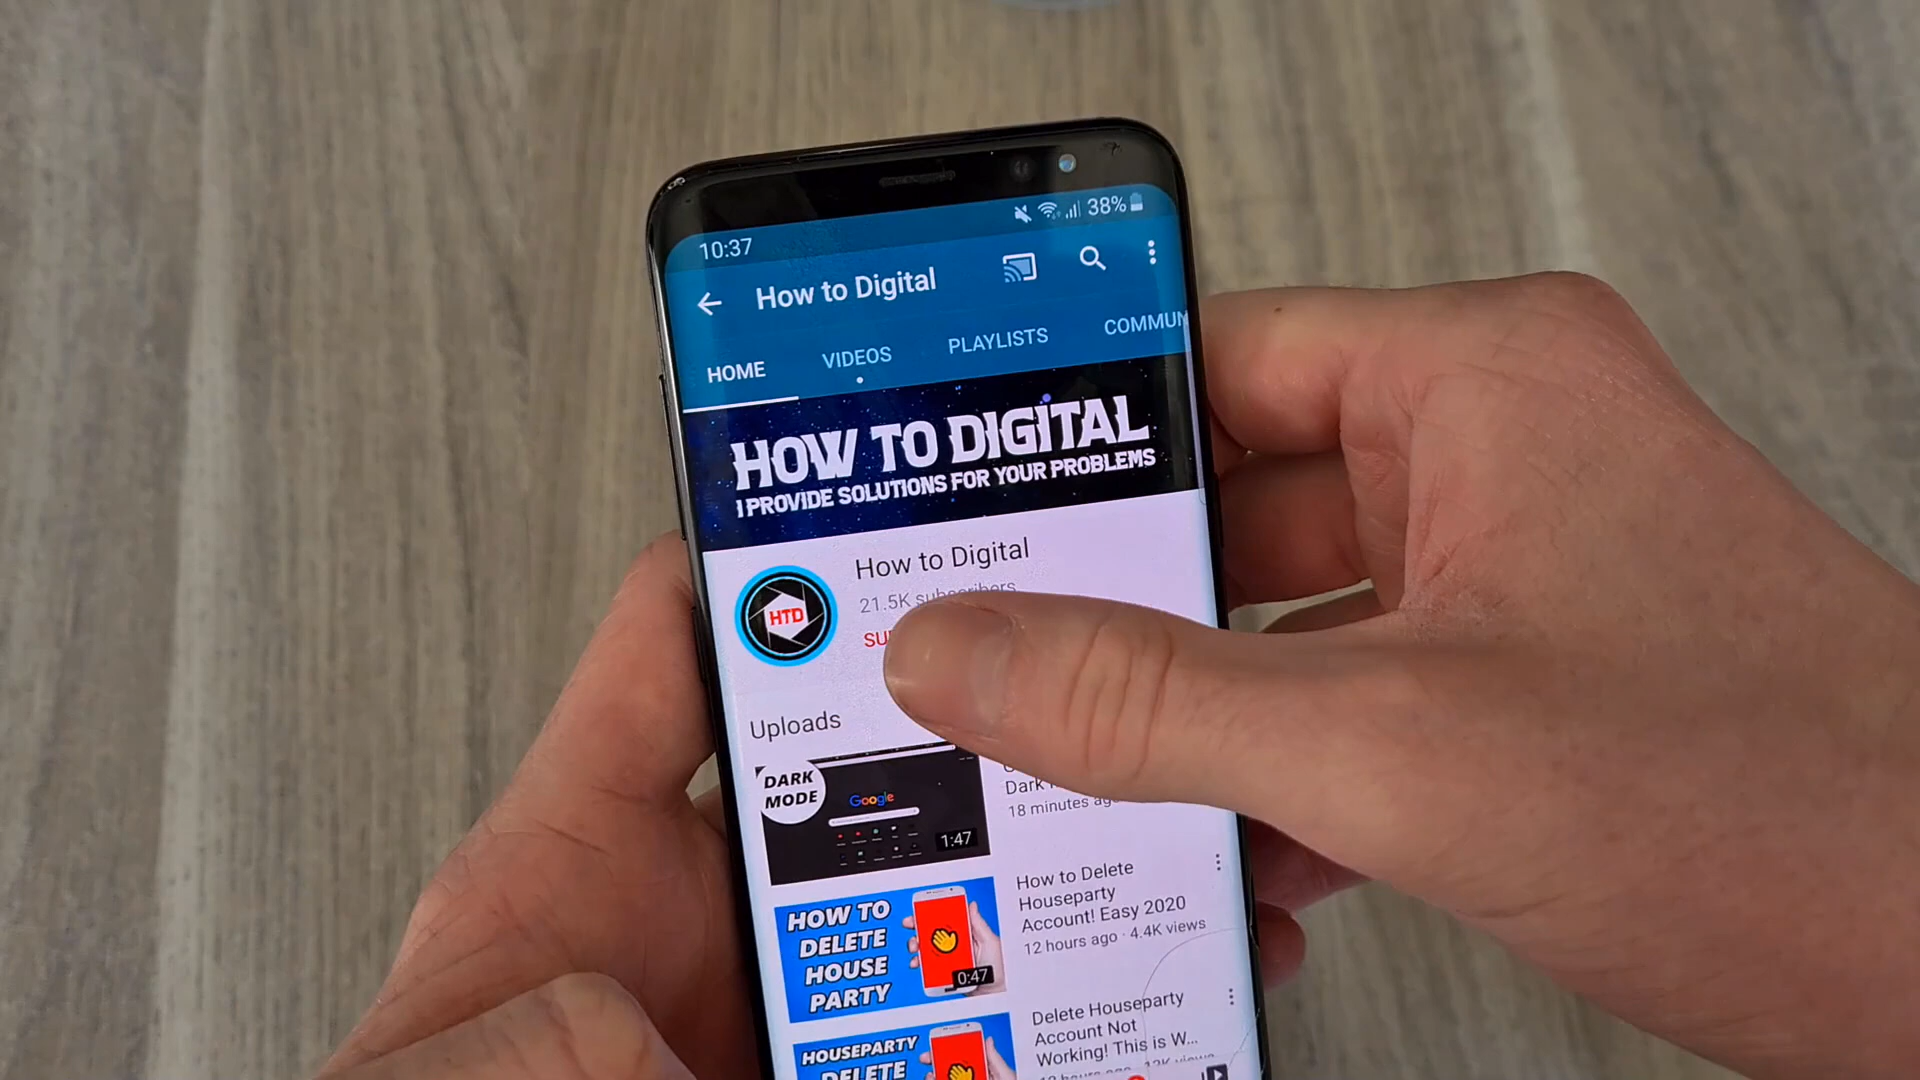 10:37
38%
How to Digital
HOME
VIDEOS
PLAYLISTS
COMMUN
HOW TO DIGITAL
I PROVIDE SOLUTIONS FOR YOUR PROBLEMS
HTD
How to Digital
21.5K subscribers
SU
Uploads
DARK
MODE
Google
1:47
Dark
18 minutes ago
HOW TO
DELETE
HOUSE
PARTY
0:47
How to Delete
Houseparty
Account! Easy 2020
12 hours ago · 4.4K views
HOUSEPARTY
DELETE
Delete Houseparty
Account Not
Working! This is W...